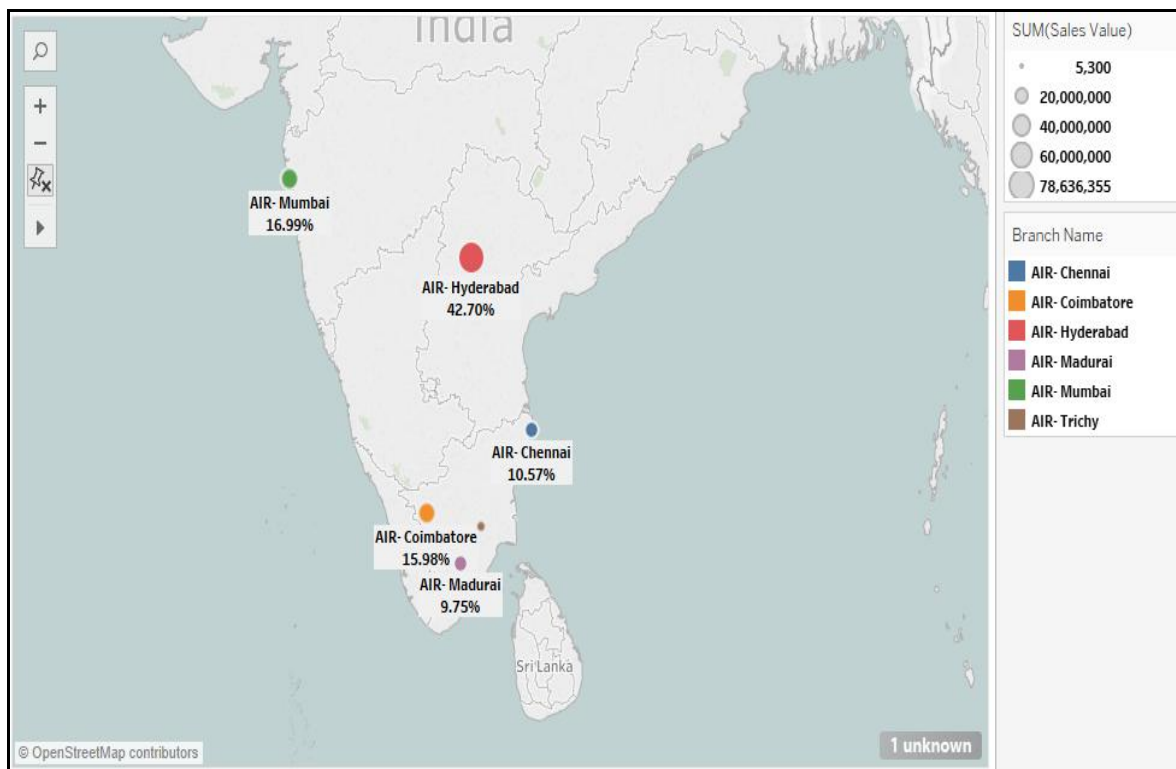 India
AIR- Mumbai
16.99%
AIR- Hyderabad
42.70%
AIR- Chennai
10.57%
AIR- Coimbatore
15.98%
AIR- Madurai
9.75%
Sri Lanka
© OpenStreetMap contributors
1 unknown
SUM(Sales Value)
5,300
20,000,000
40,000,000
60,000,000
78,636,355
Branch Name
AIR- Chennai
AIR- Coimbatore
AIR- Hyderabad
AIR- Madurai
AIR- Mumbai
AIR- Trichy